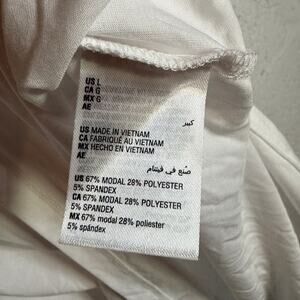 US L
CA G
MX G
AE
كبير
US MADE IN VIETNAM
CA FABRIQUÉ AU VIETNAM
MX HECHO EN VIETNAM
AE
صنع في فيتنام
US 67% MODAL 28% POLYESTER
5% SPANDEX
CA 67% MODAL 28% POLYESTER
5% SPANDEX
MX 67% modal 28% poliester
5% spándex